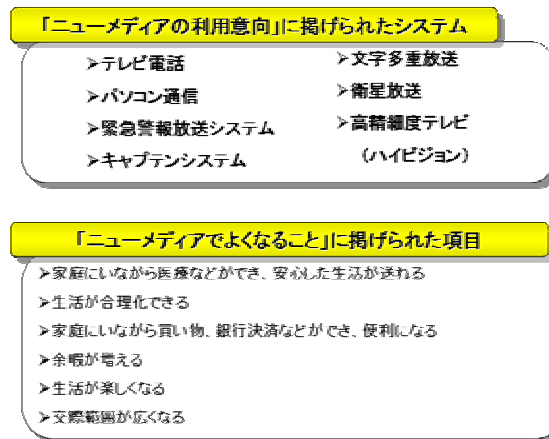 「ニューメディアの利用意向」に掲げられたシステム
➢テレビ電話
➢パソコン通信
➢緊急警報放送システム
➢キャプテンシステム
➢文字多重放送
➢衛星放送
➢高精細度テレビ
（ハイビジョン）
「ニューメディアでよくなること」に掲げられた項目
➢家庭にいながら医療などができ、安心した生活が送れる
➢生活が合理化できる
➢家庭にいながら買い物、銀行決済などができ、便利になる
➢余暇が増える
➢生活が楽しくなる
➢交際範囲が広くなる